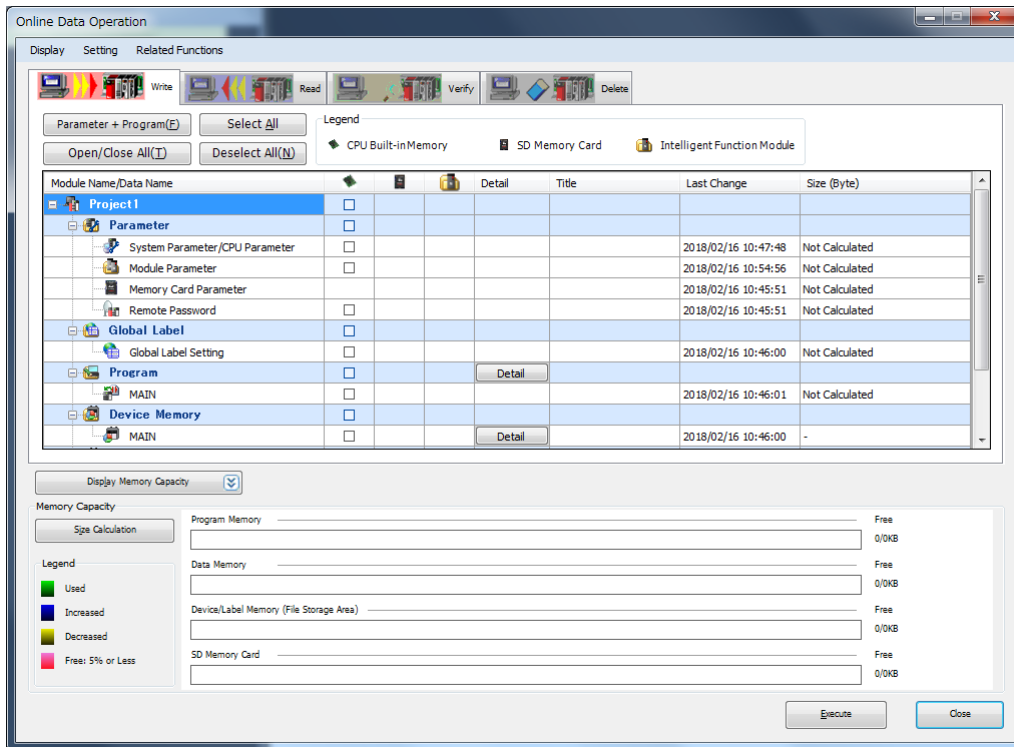 Online Data Operation
Display Setting Related Functions
Write Read Verify Delete
Parameter + Program(F) Select All Legend
CPU Built-in Memory SD Memory Card Intelligent Function Module
Open/Close All(T) Deselect All(N)
Module Name/Data Name Detail Title Last Change Size (Byte)
Project1
Parameter
System Parameter/CPU Parameter 2018/02/16 10:47:48 Not Calculated
Module Parameter 2018/02/16 10:54:56 Not Calculated
Memory Card Parameter 2018/02/16 10:45:51 Not Calculated
Remote Password 2018/02/16 10:45:51 Not Calculated
Global Label
Global Label Setting 2018/02/16 10:46:00 Not Calculated
Program Detail
MAIN 2018/02/16 10:46:01 Not Calculated
Device Memory
MAIN Detail 2018/02/16 10:46:00 -
Display Memory Capacity
Memory Capacity
Size Calculation
Legend
Used
Increased
Decreased
Free: 5% or Less
Program Memory Free
0/0KB
Data Memory Free
0/0KB
Device/Label Memory (File Storage Area) Free
0/0KB
SD Memory Card Free
0/0KB
Execute Close